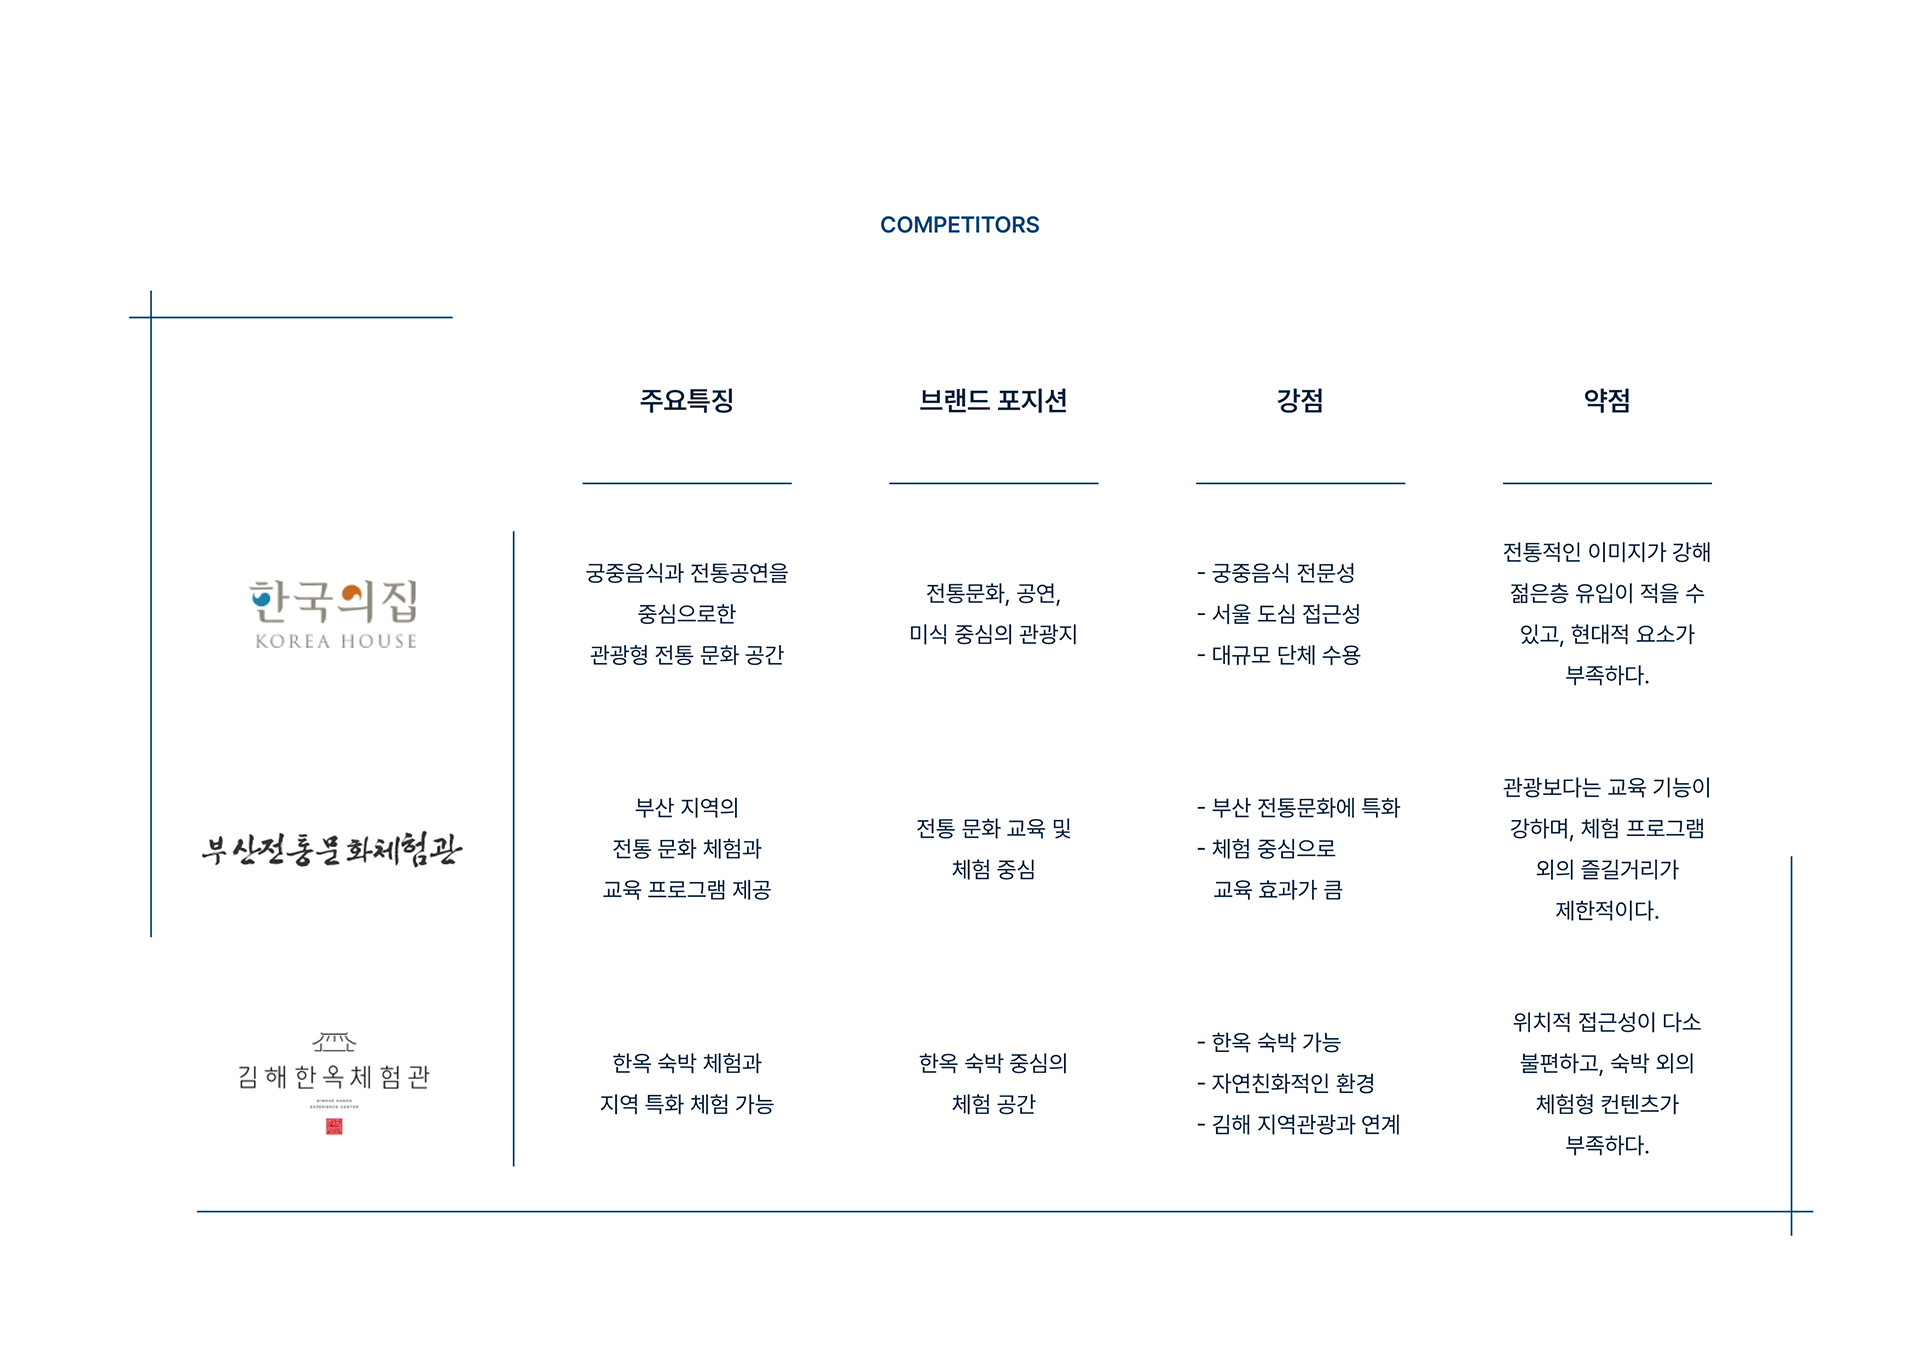 COMPETITORS
주요특징
브랜드 포지션
강점
약점
한국의집
KOREA HOUSE
궁중음식과 전통공연을
중심으로한
관광형 전통 문화 공간
전통문화, 공연,
미식 중심의 관광지
- 궁중음식 전문성
- 서울 도심 접근성
- 대규모 단체 수용
전통적인 이미지가 강해
젊은층 유입이 적을 수
있고, 현대적 요소가
부족하다.
부산전통문화체험관
부산 지역의
전통 문화 체험과
교육 프로그램 제공
전통 문화 교육 및
체험 중심
- 부산 전통문화에 특화
- 체험 중심으로
교육 효과가 큼
관광보다는 교육 기능이
강하며, 체험 프로그램
외의 즐길거리가
제한적이다.
김해한옥체험관
GIMHAE HANOK
EXPERIENCE CENTER
한옥 숙박 체험과
지역 특화 체험 가능
한옥 숙박 중심의
체험 공간
- 한옥 숙박 가능
- 자연친화적인 환경
- 김해 지역관광과 연계
위치적 접근성이 다소
불편하고, 숙박 외의
체험형 컨텐츠가
부족하다.